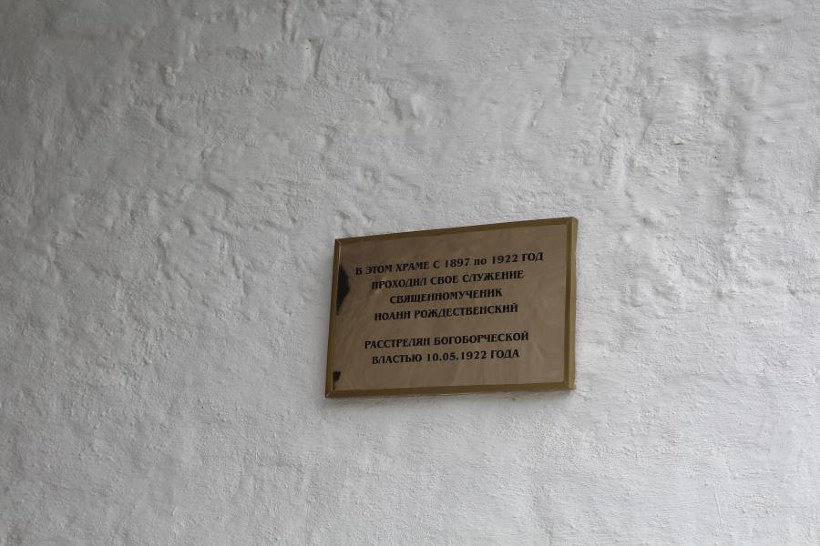 В ЭТОМ ХРАМЕ С 1897 по 1922 ГОД
ПРОХОДИЛ СВОЕ СЛУЖЕНИЕ
СВЯЩЕННОМУЧЕНИК
ИОАНН РОЖДЕСТВЕНСКИЙ
РАССТРЕЛЯН БОГОБОРЧЕСКОЙ
ВЛАСТЬЮ 10.05.1922 ГОДА